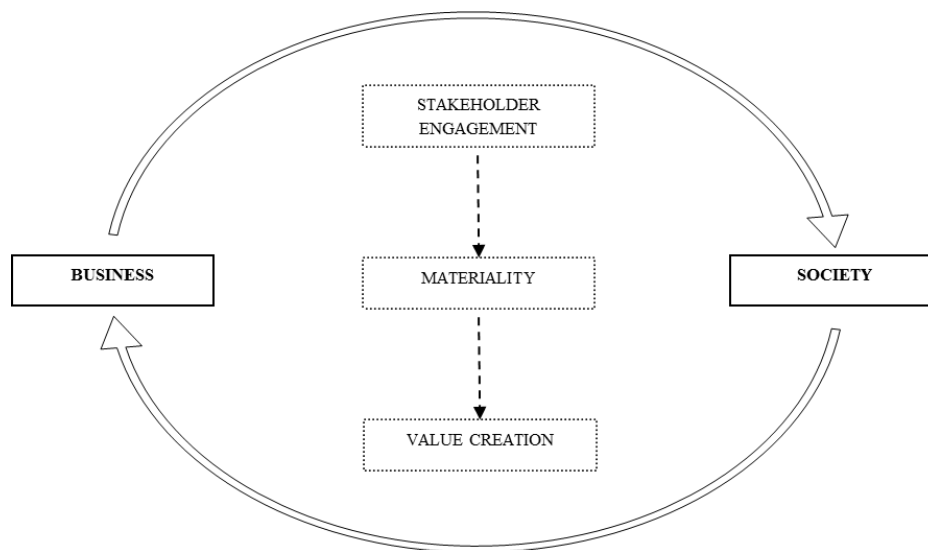 STAKEHOLDER
ENGAGEMENT
BUSINESS
MATERIALITY
SOCIETY
VALUE CREATION